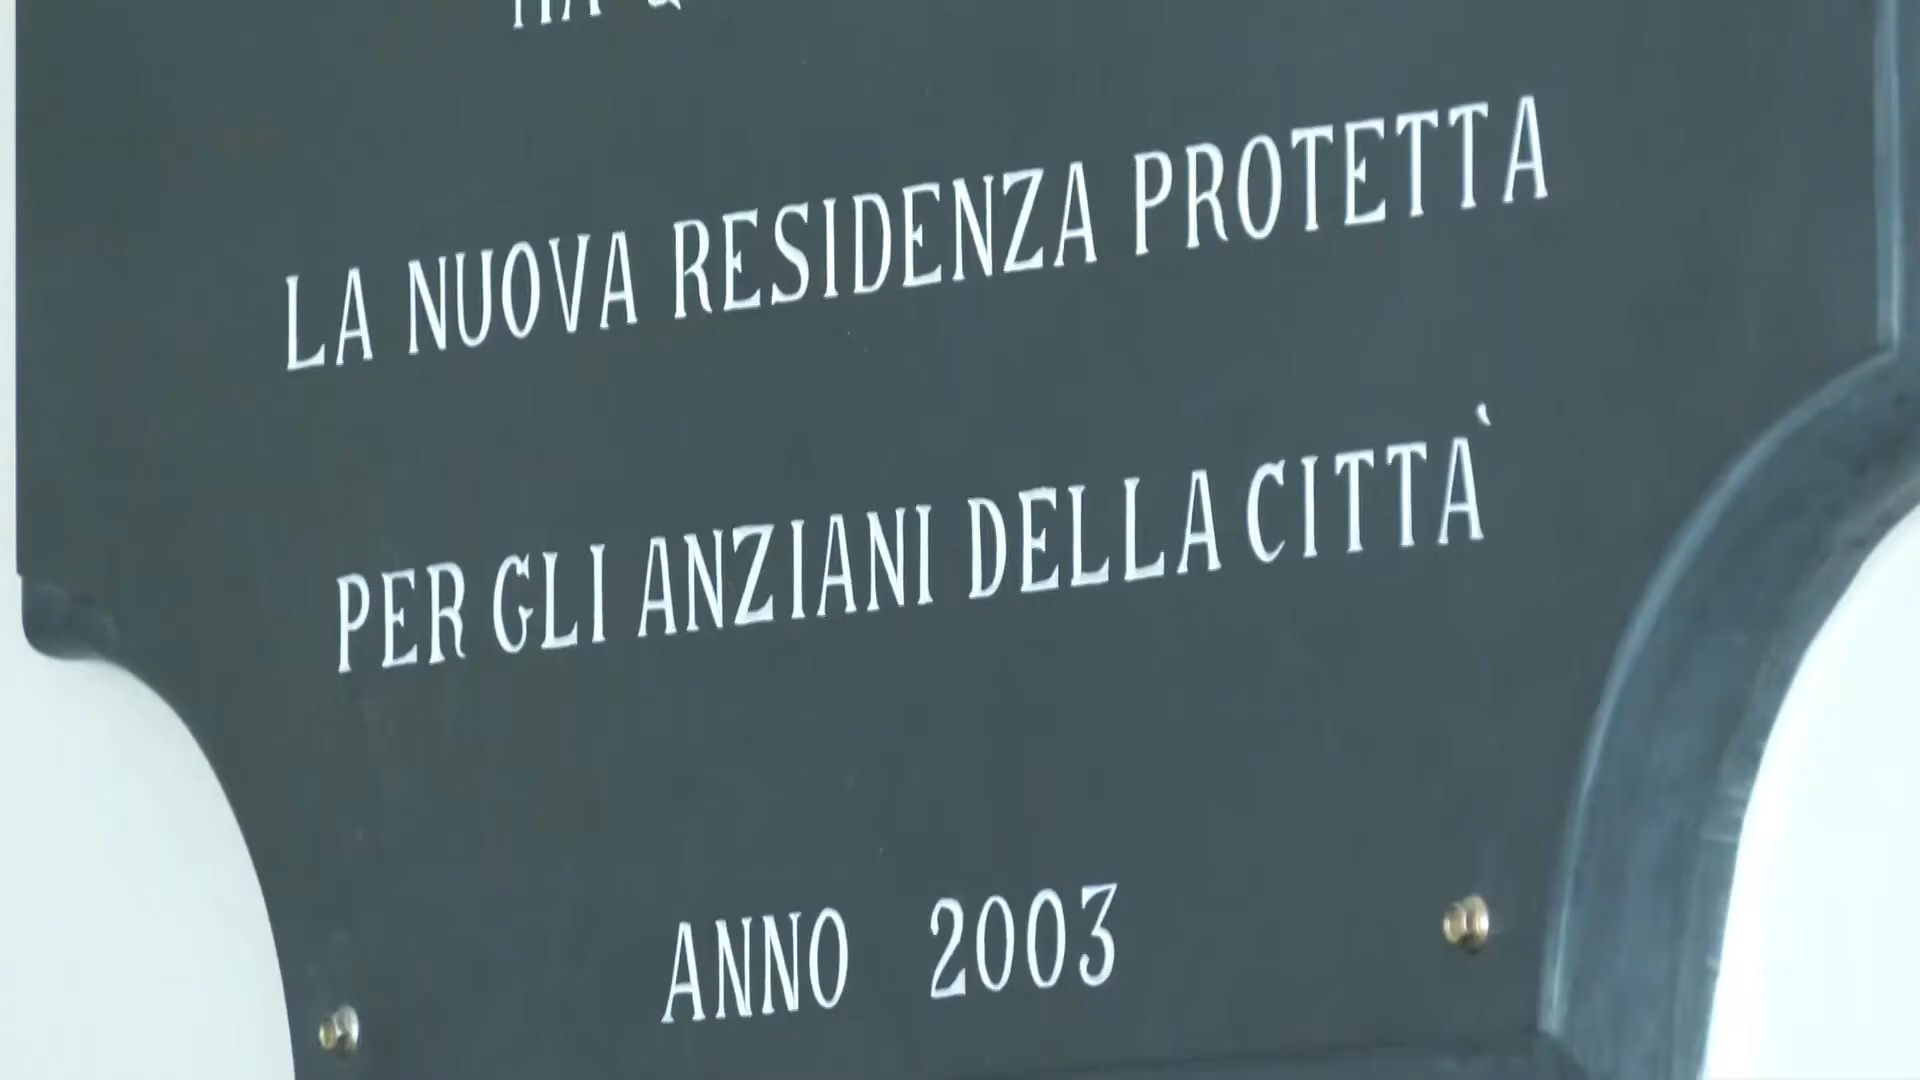 LA NUOVA RESIDENZA PROTETTA
PER GLI ANZIANI DELLA CITTÀ
ANNO 2003